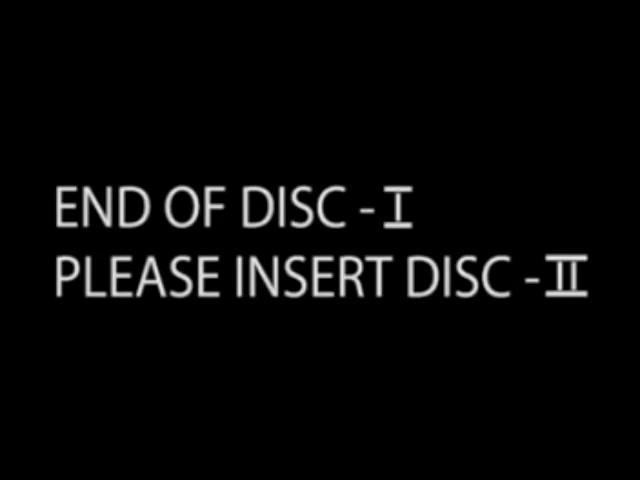 END OF DISC - I
PLEASE INSERT DISC - II